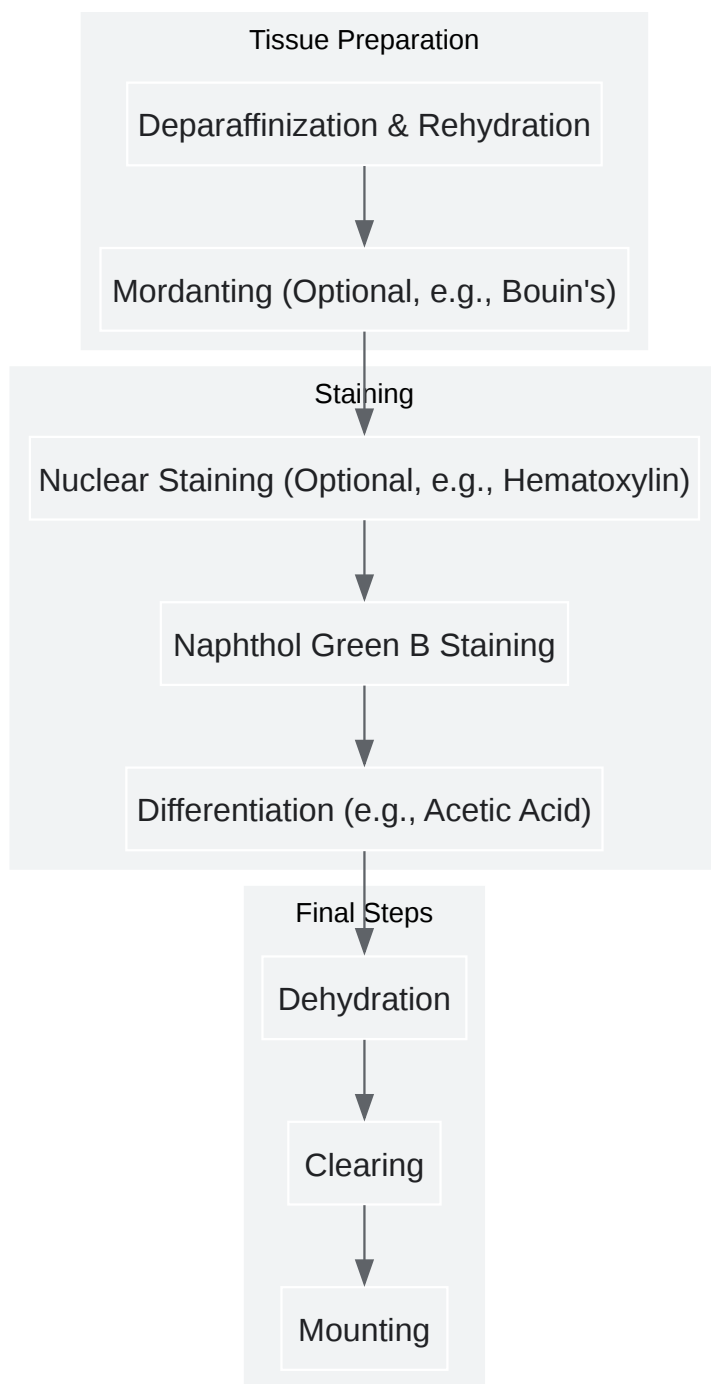 Tissue Preparation
Deparaffinization & Rehydration
Mordanting (Optional, e.g., Bouin's)
Staining
Nuclear Staining (Optional, e.g., Hematoxylin)
Naphthol Green B Staining
Differentiation (e.g., Acetic Acid)
Final Steps
Dehydration
Clearing
Mounting